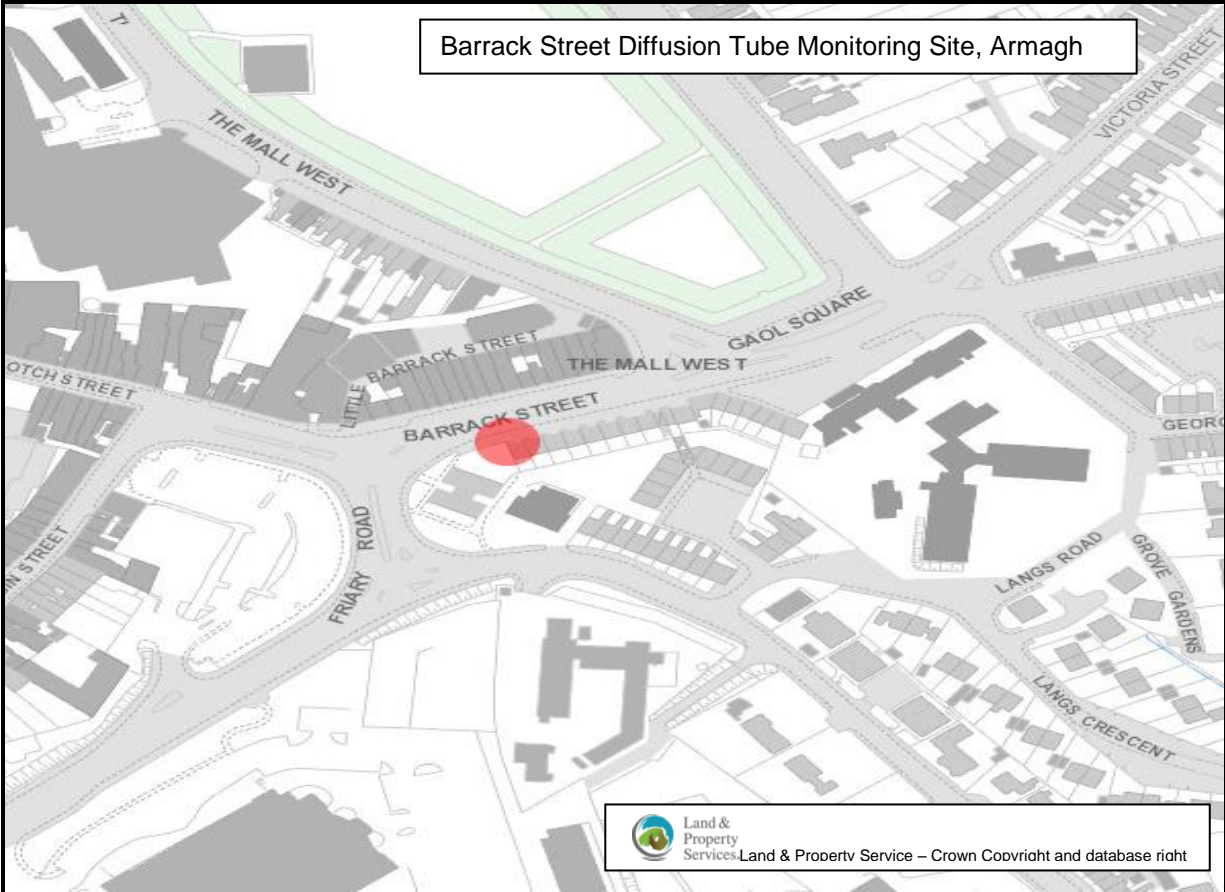 Barrack Street Diffusion Tube Monitoring Site, Armagh
VICTORIA STREET
THE MALL WEST
GAOL SQUARE
BARRACK STREET
LITTLE
THE MALL WEST
OTCH STREET
BARRACK STREET
GEORG
FRIARY ROAD
LANGS ROAD
GROVE GARDENS
LANGS CRESCENT
Land &
Property
Services
Land & Property Service – Crown Copyright and database right